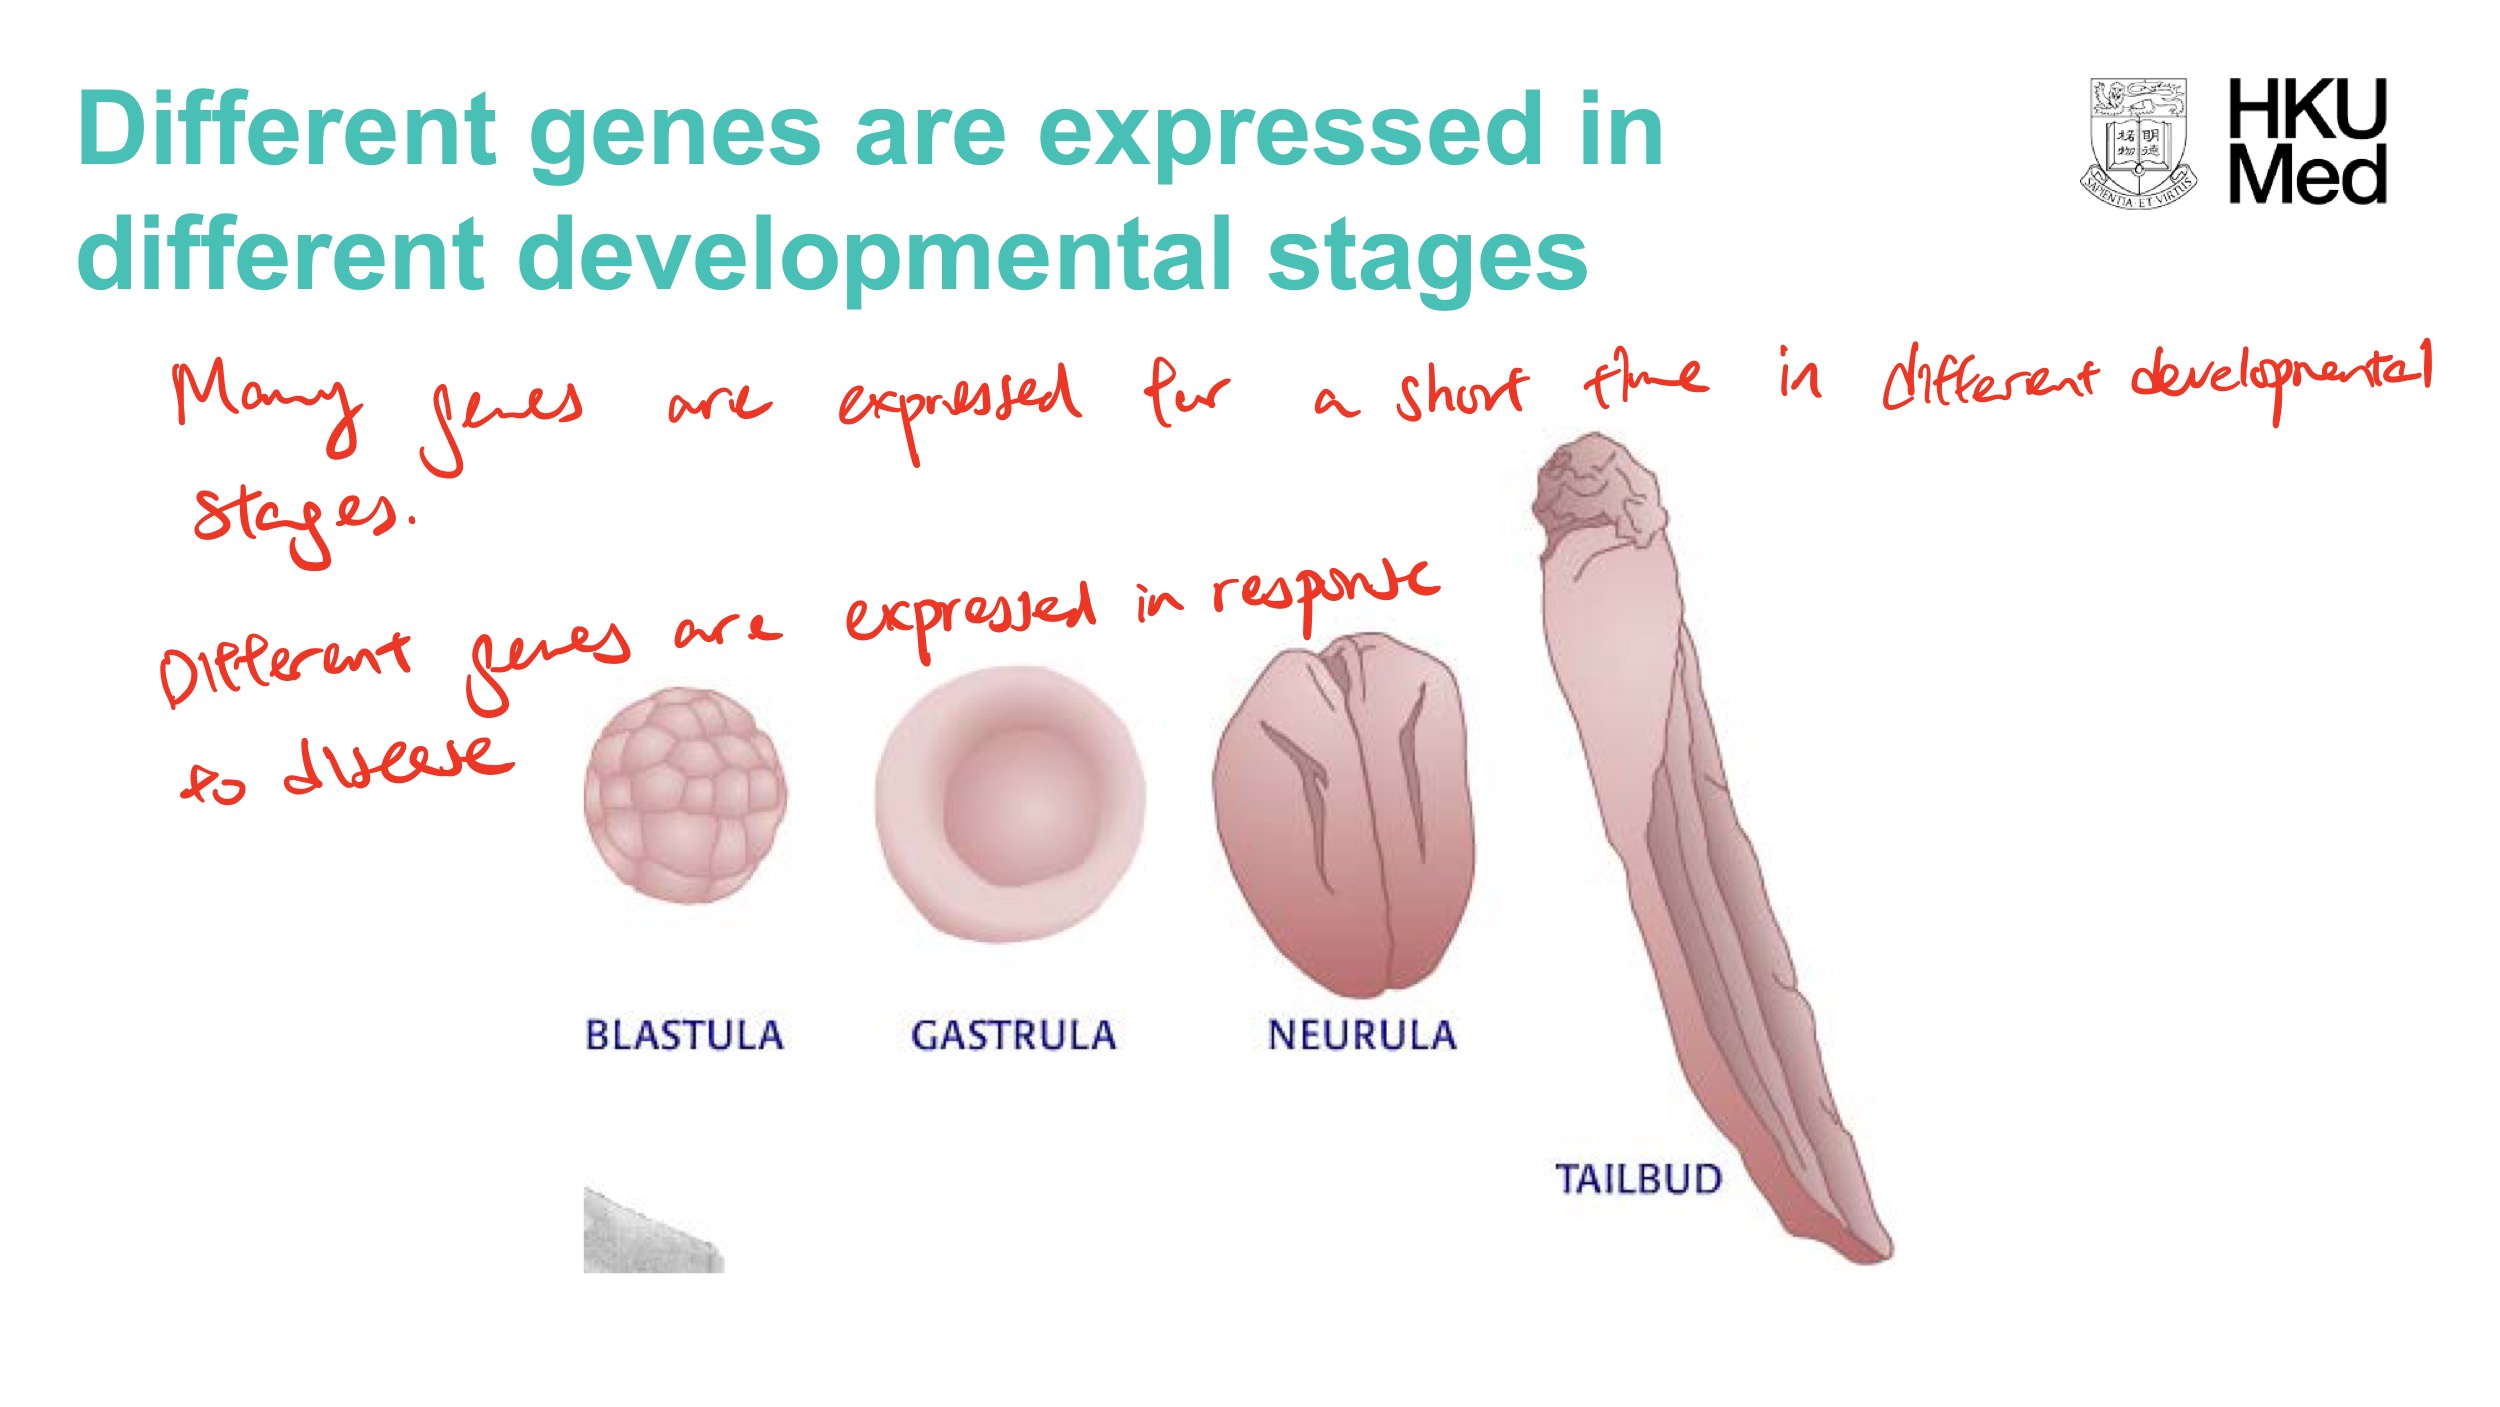 Different genes are expressed in
different developmental stages
HKU
Med
明德
格物
SAPIENTIA·ET·VIRTUS
Many genes are expressed for a short time in different developmental
stages.
Different genes are expressed in response
to disease
BLASTULA
GASTRULA
NEURULA
TAILBUD